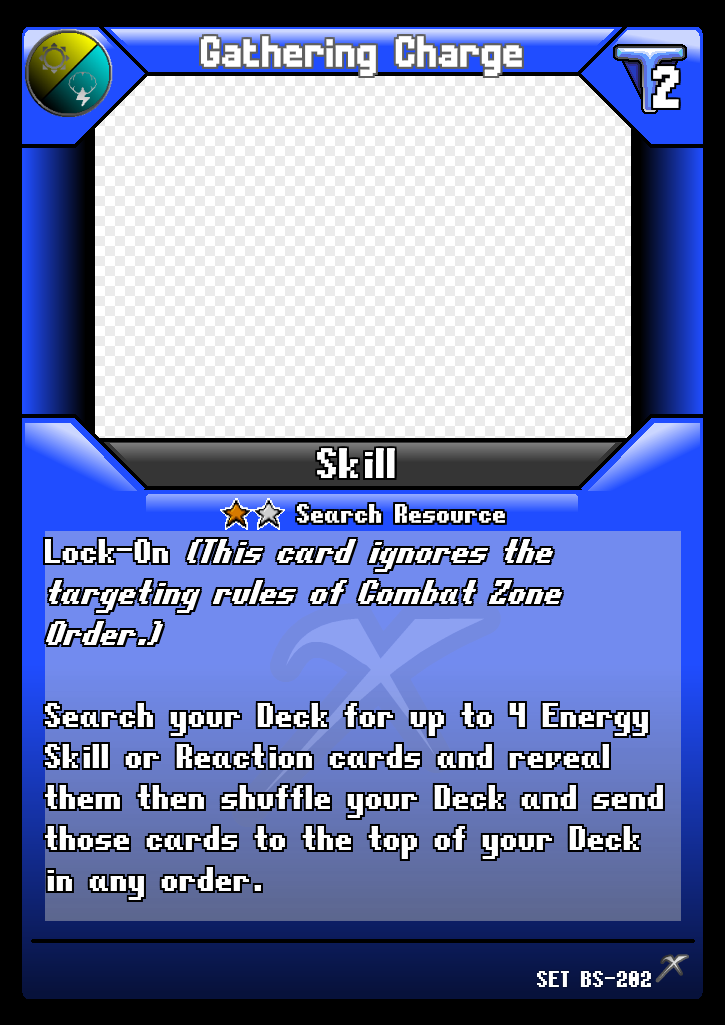 Gathering Charge
2
Skill
Search Resource
Lock-On (This card ignores the
targeting rules of Combat Zone
Order.)
Search your Deck for up to 4 Energy
Skill or Reaction cards and reveal
them then shuffle your Deck and send
those cards to the top of your Deck
in any order.
SET BS-202